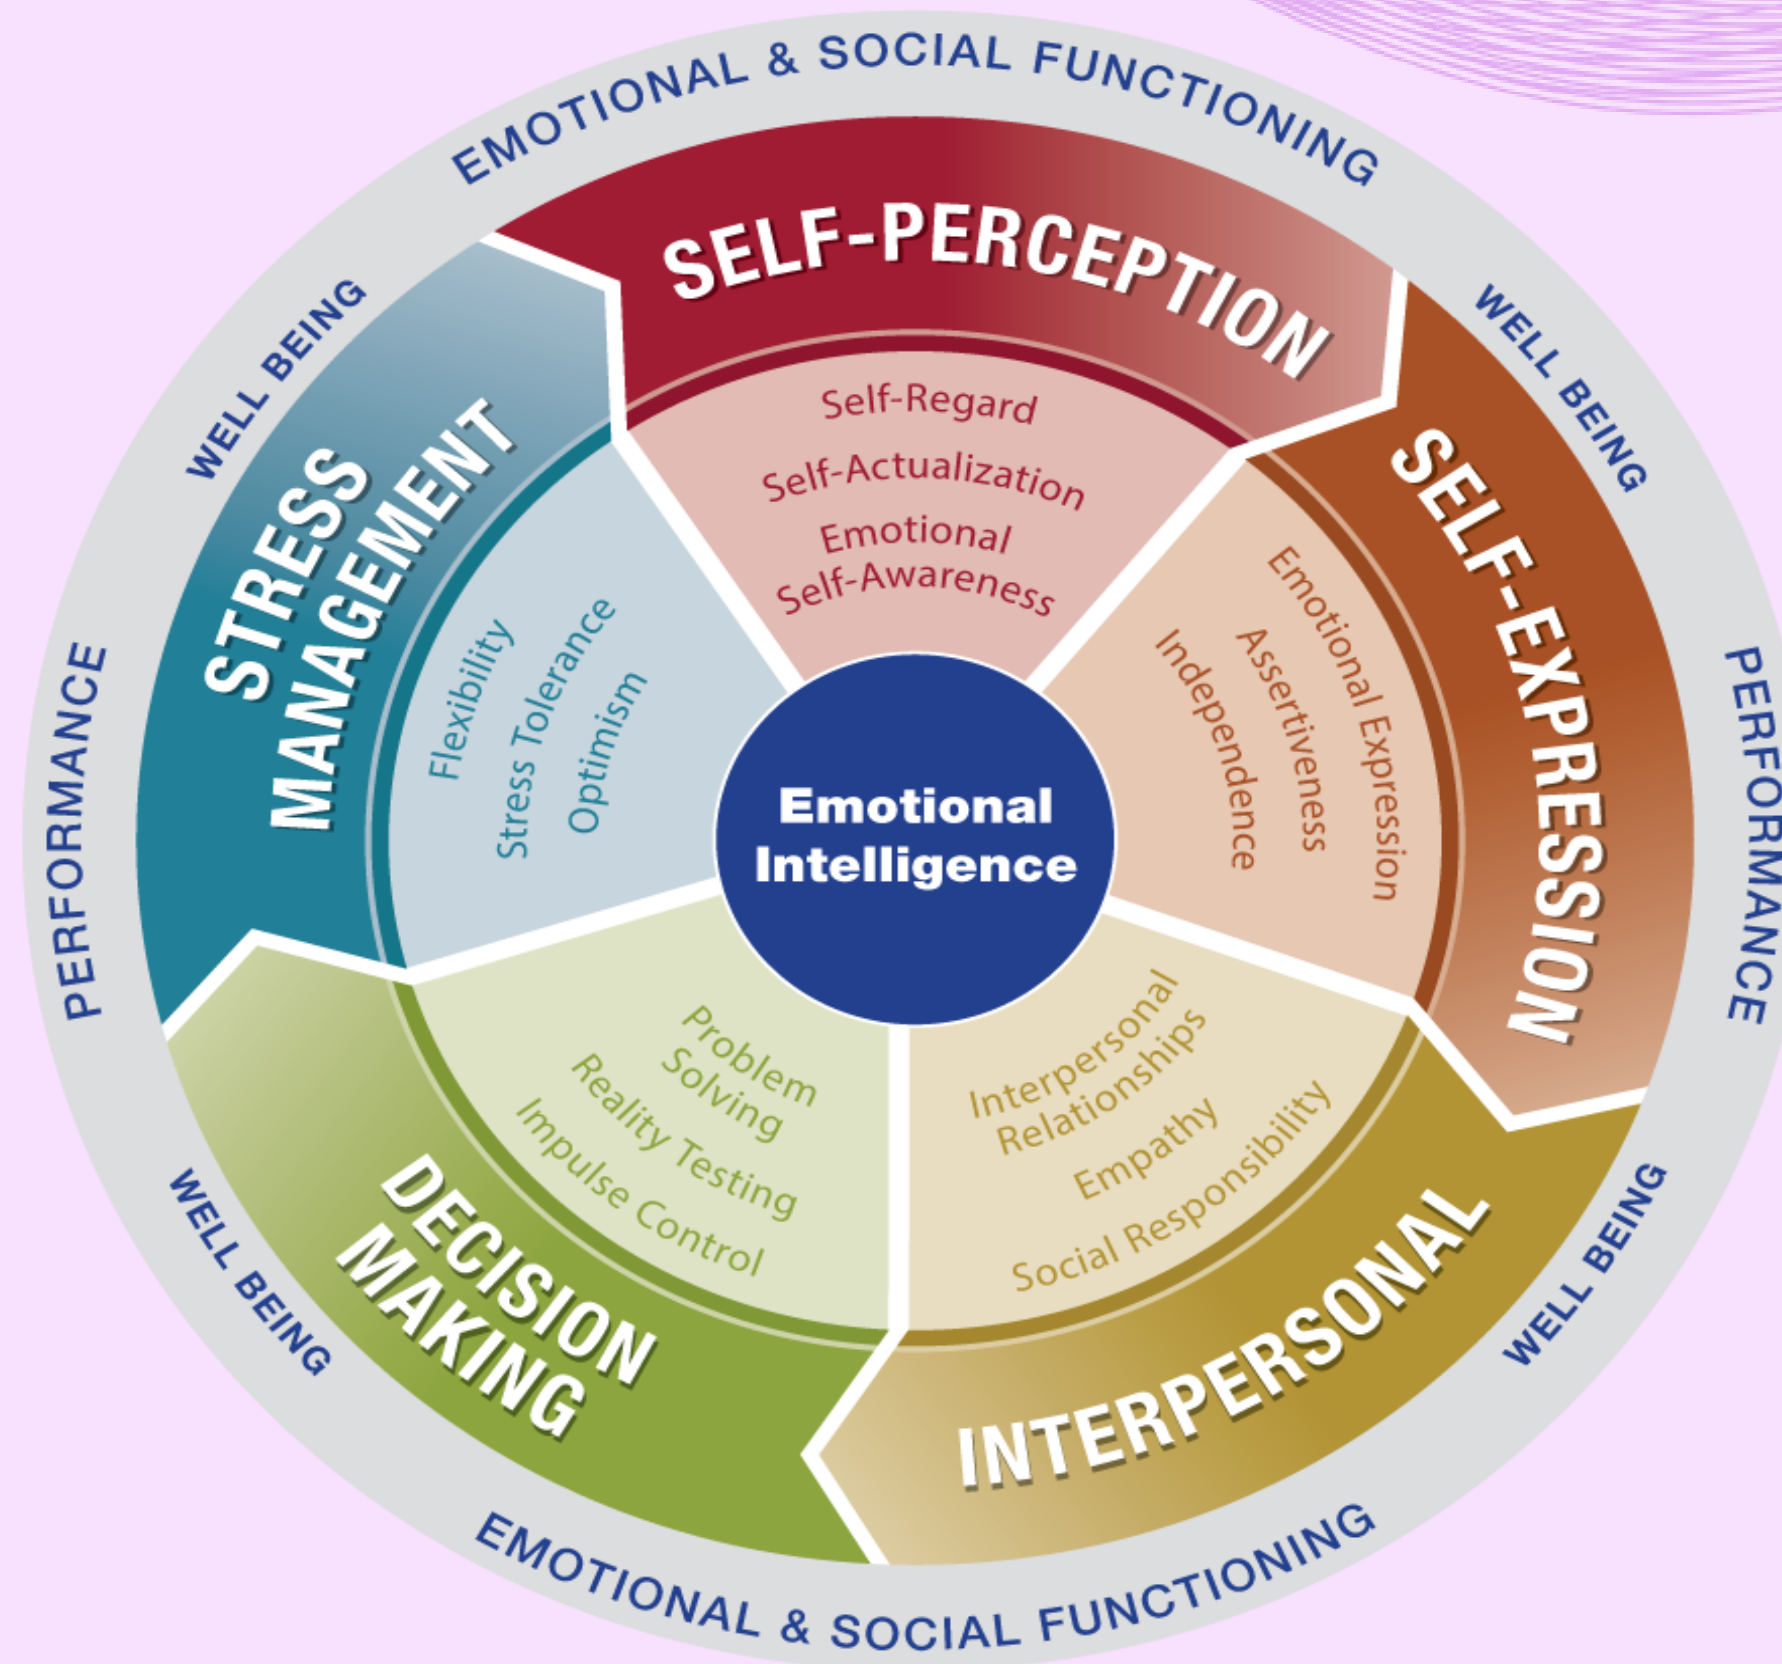 EMOTIONAL & SOCIAL FUNCTIONING
WELL BEING
WELL BEING
PERFORMANCE
PERFORMANCE
WELL BEING
WELL BEING
EMOTIONAL & SOCIAL FUNCTIONING
SELF-PERCEPTION
Self-Regard
Self-Actualization
Emotional
Self-Awareness
SELF-EXPRESSION
Emotional Expression
Assertiveness
Independence
INTERPERSONAL
Interpersonal
Relationships
Empathy
Social Responsibility
DECISION
MAKING
Problem
Solving
Reality Testing
Impulse Control
STRESS
MANAGEMENT
Flexibility
Stress Tolerance
Optimism
Emotional
Intelligence